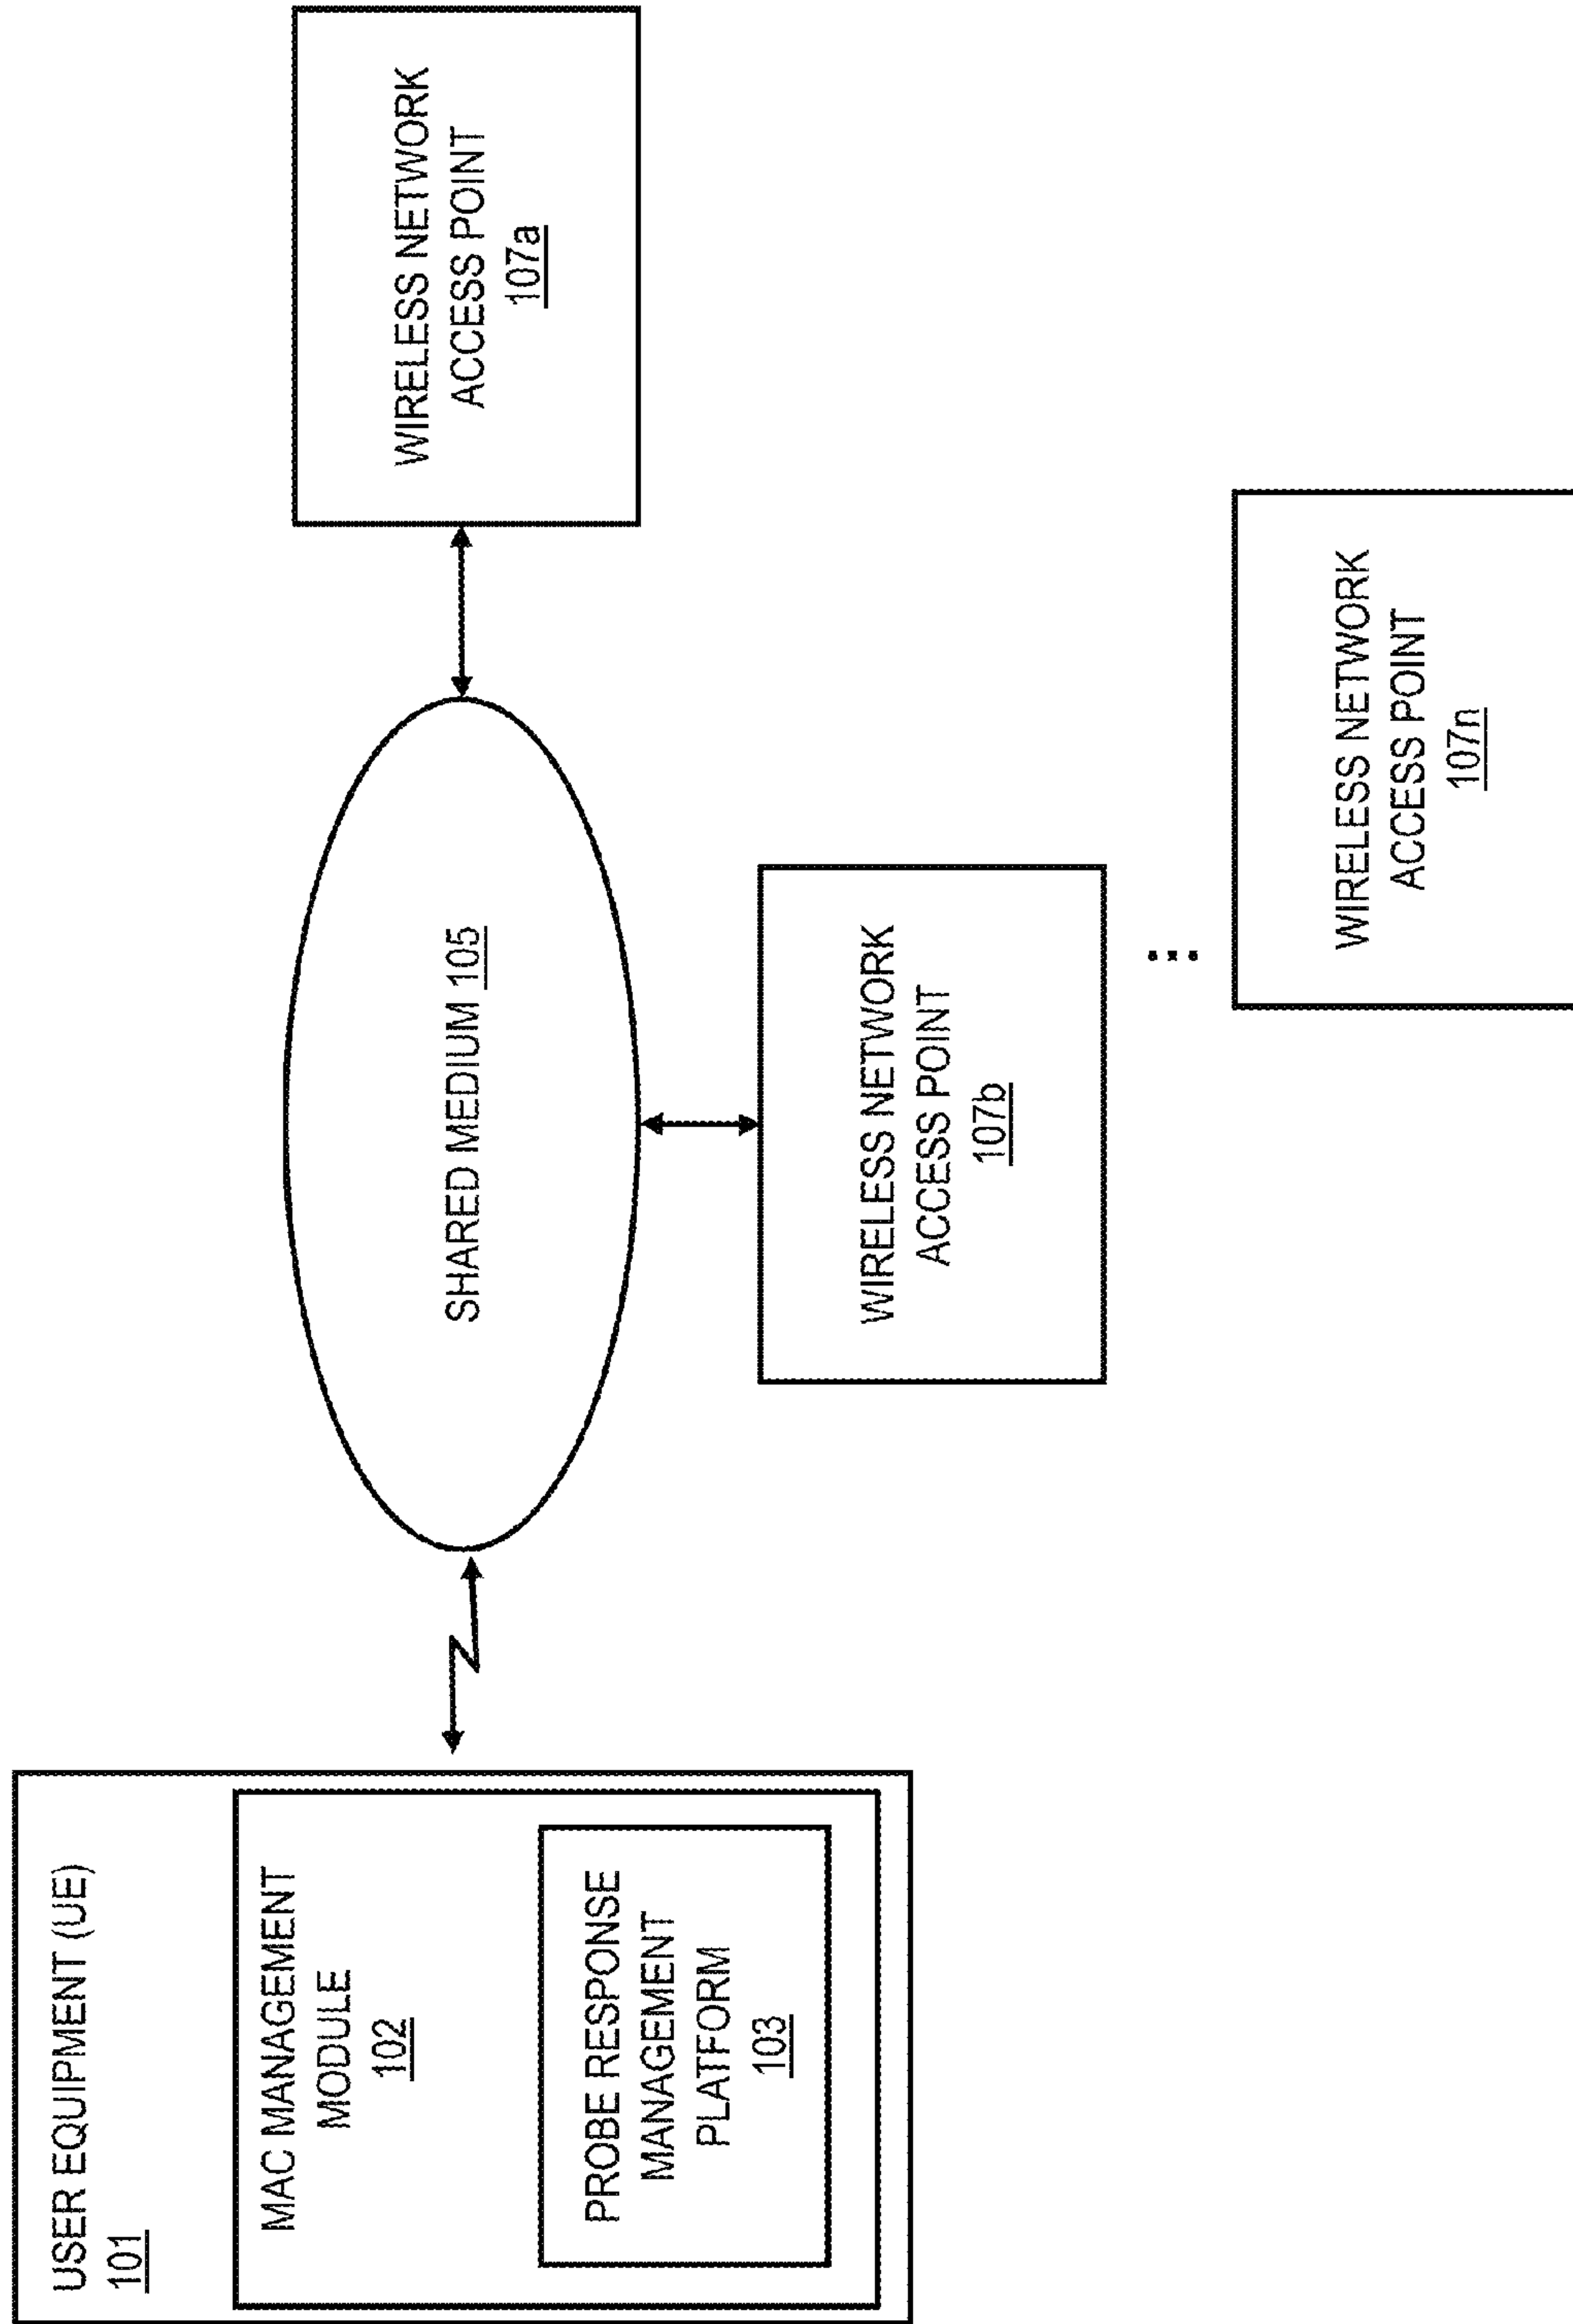 USER EQUIPMENT (UE)
101
MAC MANAGEMENT
MODULE
102
PROBE RESPONSE
MANAGEMENT
PLATFORM
103
SHARED MEDIUM 105
WIRELESS NETWORK
ACCESS POINT
107a
WIRELESS NETWORK
ACCESS POINT
107b
...
WIRELESS NETWORK
ACCESS POINT
107n